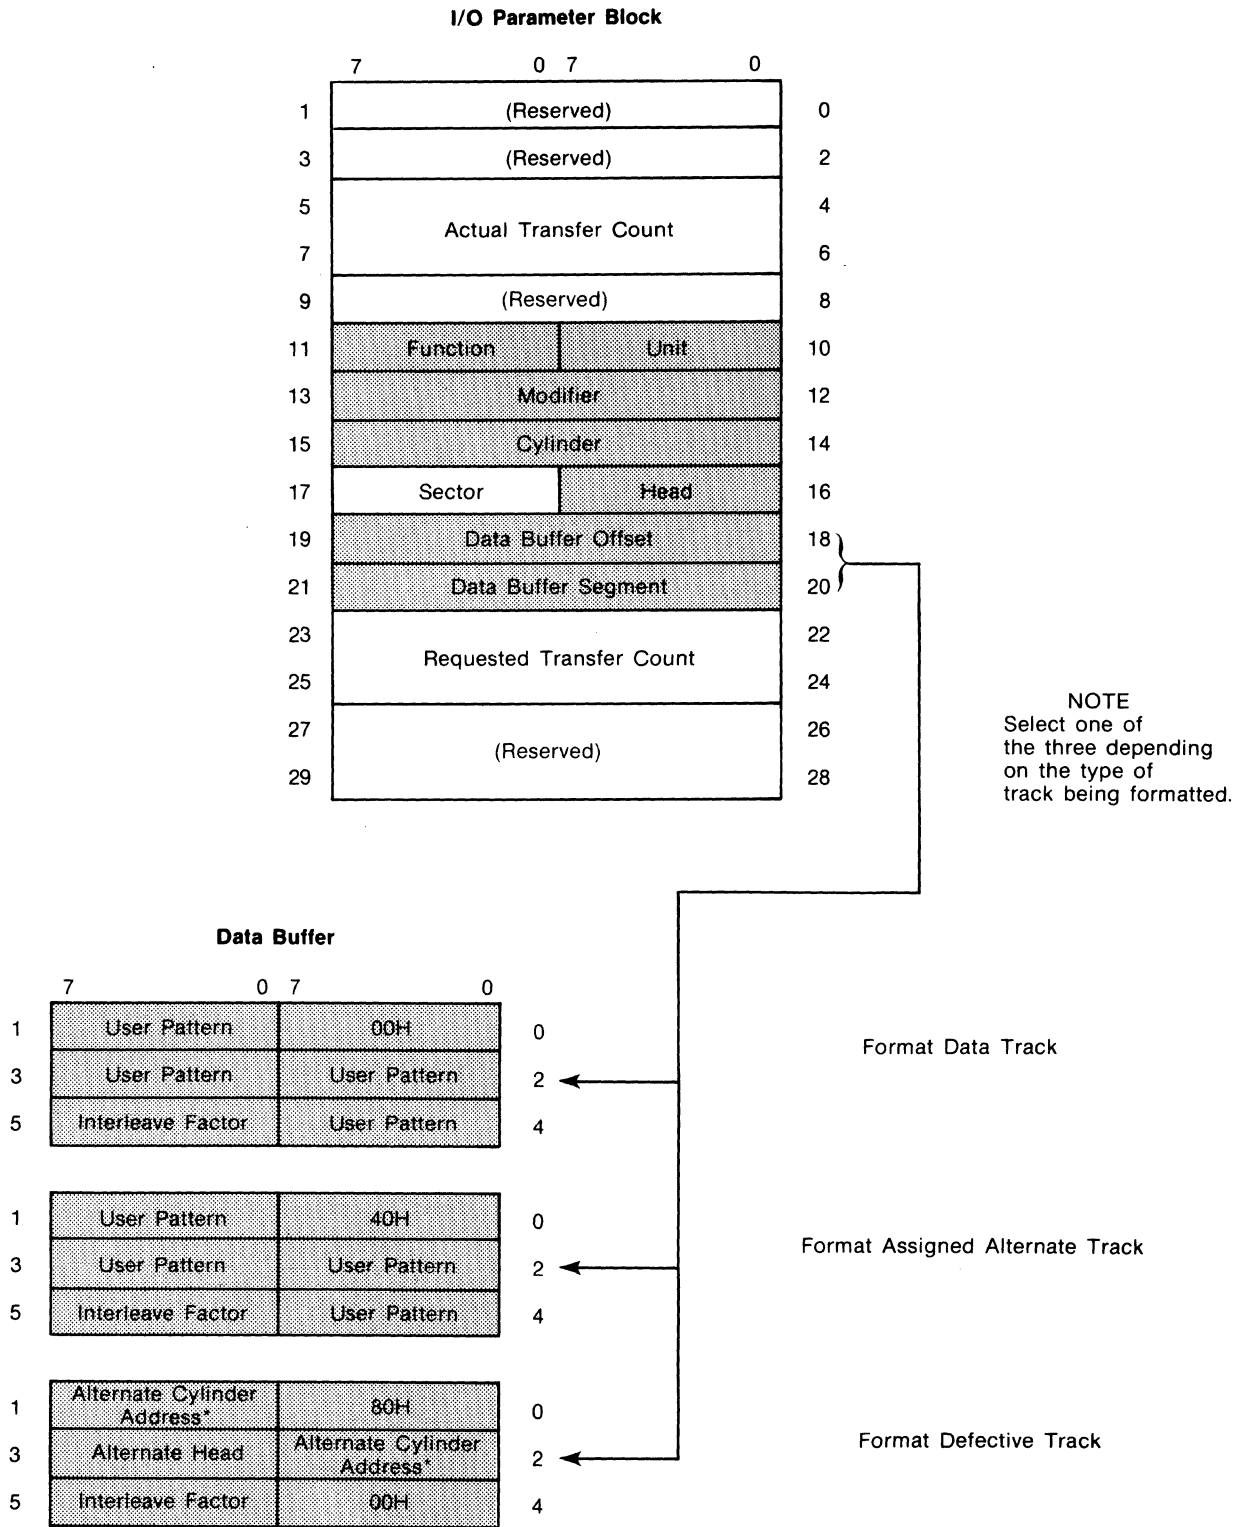 I/O Parameter Block
7 0 7 0
1 (Reserved) 0
3 (Reserved) 2
5 4
Actual Transfer Count
7 6
9 (Reserved) 8
11 Function Unit 10
13 Modifier 12
15 Cylinder 14
17 Sector Head 16
19 Data Buffer Offset 18
21 Data Buffer Segment 20
23 22
Requested Transfer Count
25 24
27 26
(Reserved)
29 28
NOTE
Select one of
the three depending
on the type of
track being formatted.
Data Buffer
7 0 7 0
1 User Pattern 00H 0
3 User Pattern User Pattern 2
5 Interleave Factor User Pattern 4
Format Data Track
1 User Pattern 40H 0
3 User Pattern User Pattern 2
5 Interleave Factor User Pattern 4
Format Assigned Alternate Track
1 Alternate Cylinder Address* 80H 0
3 Alternate Head Alternate Cylinder Address* 2
5 Interleave Factor 00H 4
Format Defective Track